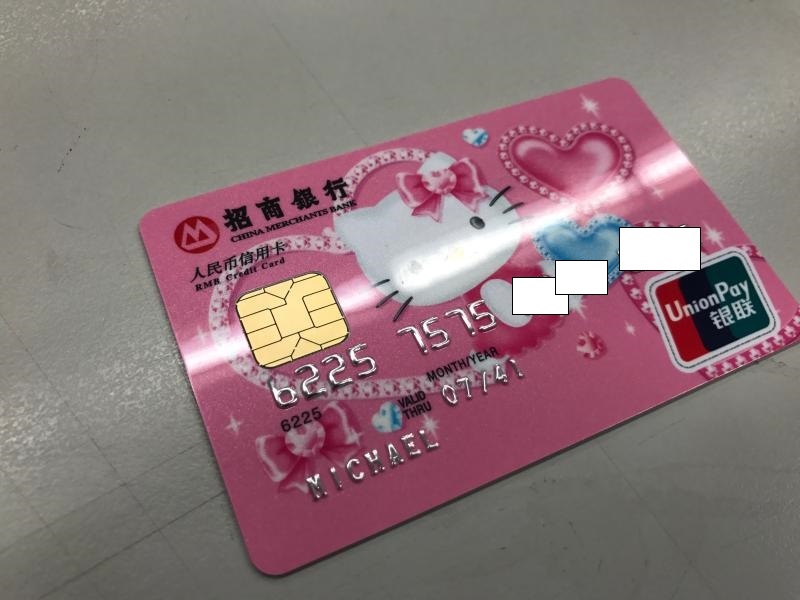 招商银行
CHINA MERCHANTS BANK
人民币信用卡
RMB Credit Card
UnionPay
银联
6225 7575
6225
MONTH/YEAR
VALID THRU 07/41
MICHAEL